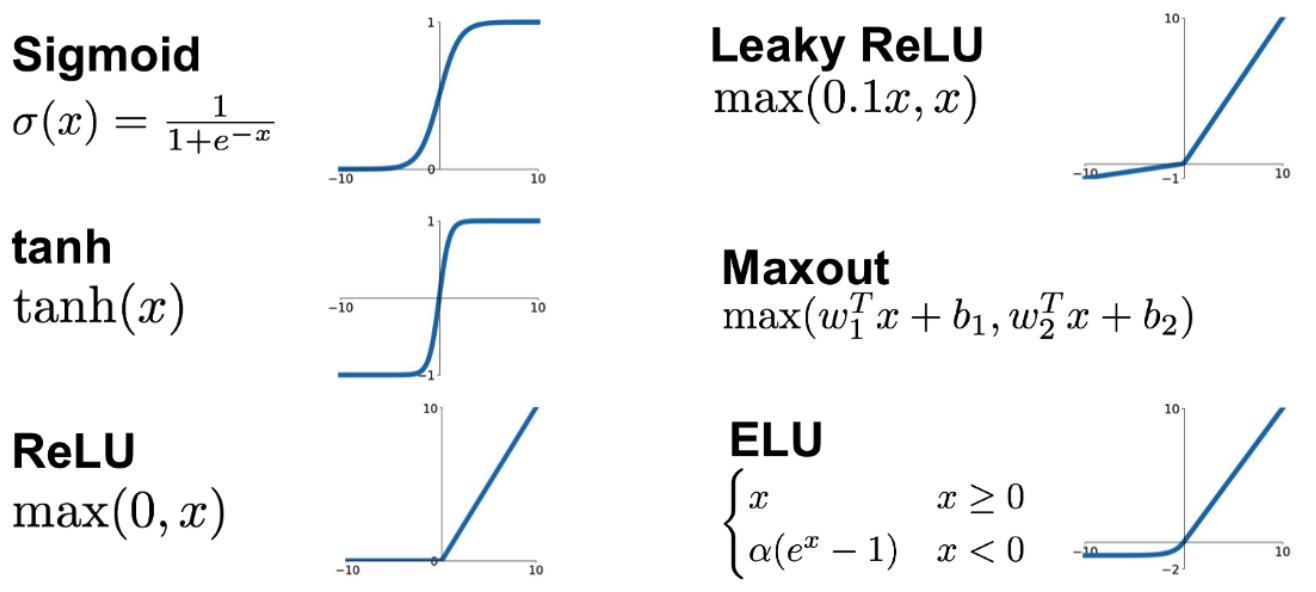 Sigmoid
σ(x) = 1/(1+e^−x)
1
0
−10
10
tanh
tanh(x)
1
−10
10
−1
ReLU
max(0, x)
10
0
−10
10
Leaky ReLU
max(0.1x, x)
10
−10
−1
10
Maxout
max(w₁ᵀx + b₁, w₂ᵀx + b₂)
ELU
{x x ≥ 0
α(eˣ − 1) x < 0
10
−10
−2
10